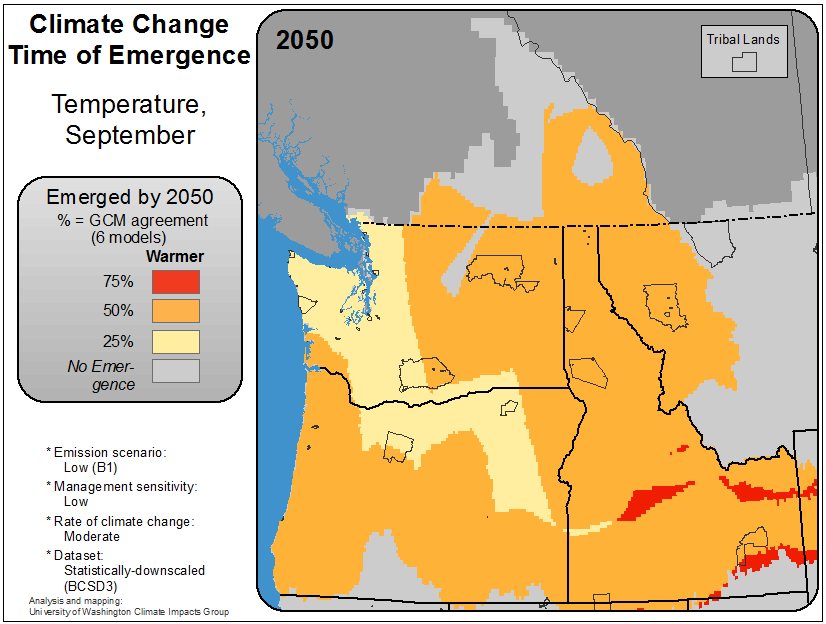 Climate Change
Time of Emergence
Temperature,
September
Emerged by 2050
% = GCM agreement
(6 models)
Warmer
75%
50%
25%
No Emer-
gence
* Emission scenario:
Low (B1)
* Management sensitivity:
Low
* Rate of climate change:
Moderate
* Dataset:
Statistically-downscaled
(BCSD3)
Analysis and mapping:
University of Washington Climate Impacts Group
2050
Tribal Lands